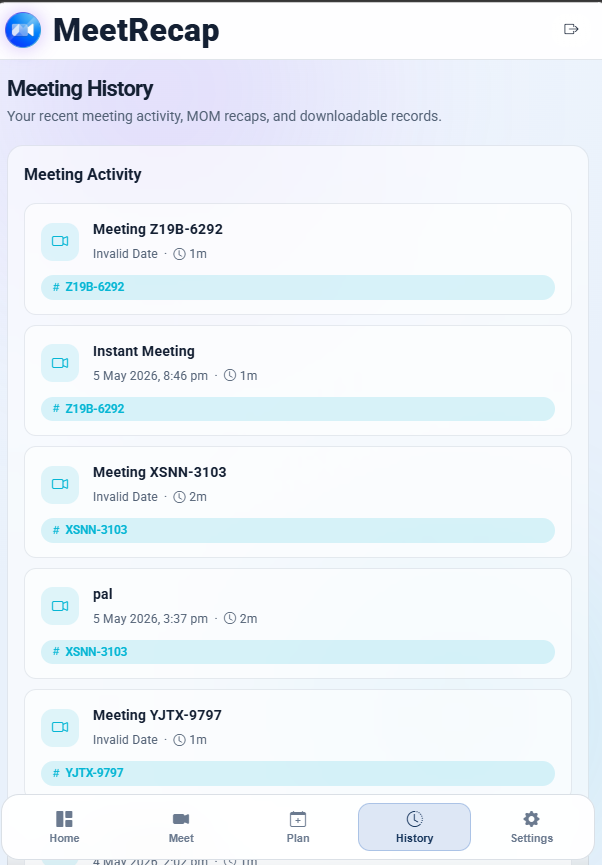 MeetRecap
Meeting History
Your recent meeting activity, MOM recaps, and downloadable records.
Meeting Activity
Meeting Z19B-6292
Invalid Date · 1m
# Z19B-6292
Instant Meeting
5 May 2026, 8:46 pm · 1m
# Z19B-6292
Meeting XSNN-3103
Invalid Date · 2m
# XSNN-3103
pal
5 May 2026, 3:37 pm · 2m
# XSNN-3103
Meeting YJTX-9797
Invalid Date · 1m
# YJTX-9797
Home Meet Plan History Settings
4 May 2026, 2:02 pm · 1m